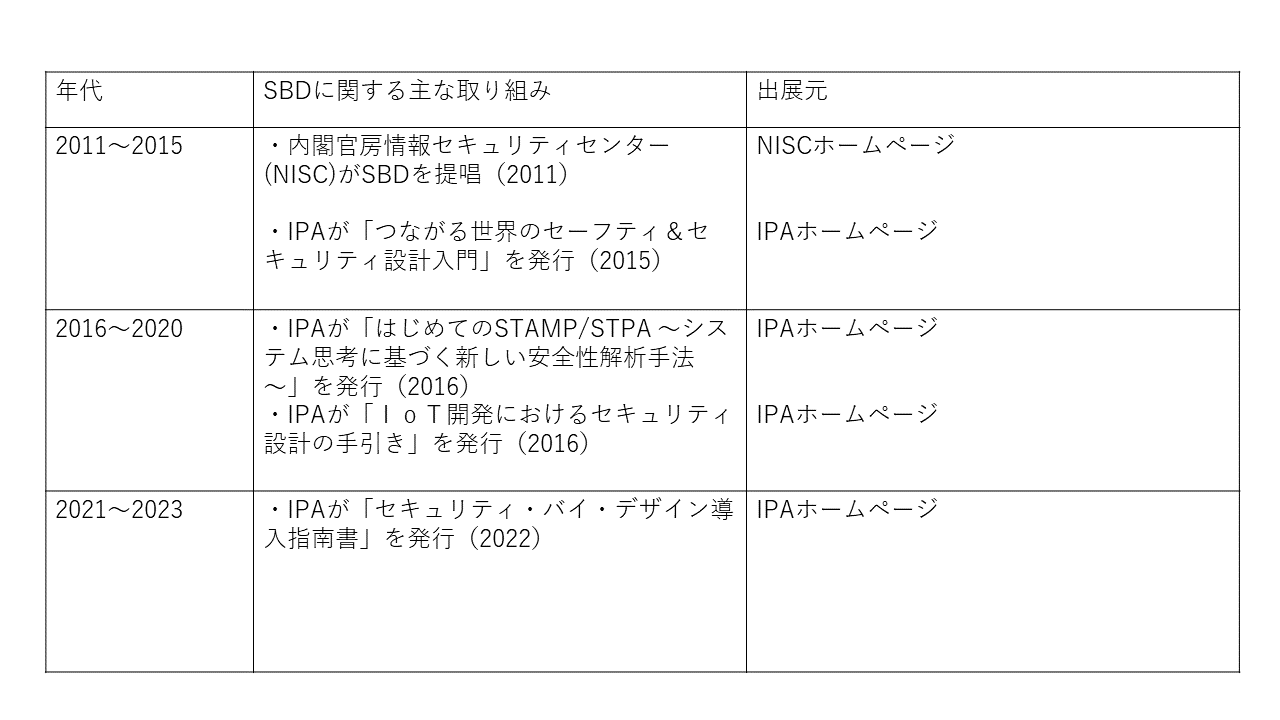 年代
SBDに関する主な取り組み
出展元
2011～2015
・内閣官房情報セキュリティセンター
(NISC)がSBDを提唱（2011）
NISCホームページ
・IPAが「つながる世界のセーフティ＆セ
キュリティ設計入門」を発行（2015）
IPAホームページ
2016～2020
・IPAが「はじめてのSTAMP/STPA ～シス
テム思考に基づく新しい安全性解析手法
～」を発行（2016）
IPAホームページ
・IPAが「ＩｏＴ開発におけるセキュリティ
設計の手引き」を発行（2016）
IPAホームページ
2021～2023
・IPAが「セキュリティ・バイ・デザイン導
入指南書」を発行（2022）
IPAホームページ